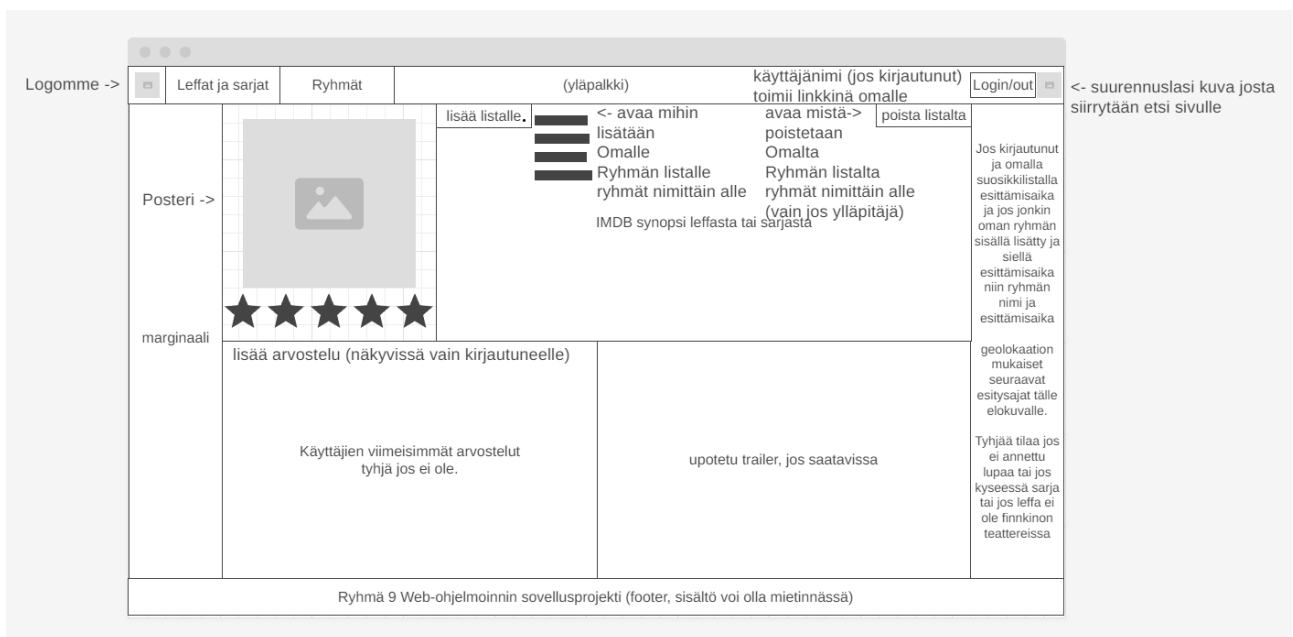 Logomme ->
Leffat ja sarjat
Ryhmät
(yläpalkki)
käyttäjänimi (jos kirjautunut)
toimii linkkinä omalle
Login/out
<- suurennuslasi kuva josta
siirrytään etsi sivulle
lisää listalle.
<- avaa mihin
lisätään
Omalle
Ryhmän listalle
ryhmät nimittäin alle
avaa mistä->
poistetaan
Omalta
Ryhmän listalta
ryhmät nimittäin alle
(vain jos ylläpitäjä)
poista listalta
IMDB synopsi leffasta tai sarjasta
Posteri ->
marginaali
Jos kirjautunut
ja omalla
suosikkilistalla
esittämisaika
ja jos jonkin
oman ryhmän
sisällä lisätty ja
siellä
esittämisaika
niin ryhmän
nimi ja
esittämisaika
geolokaation
mukaiset
seuraavat
esitysajat tälle
elokuvalle.
Tyhjää tilaa jos
ei annettu
lupaa tai jos
kyseessä sarja
tai jos leffa ei
ole finnkinon
teattereissa
lisää arvostelu (näkyvissä vain kirjautuneelle)
Käyttäjien viimeisimmät arvostelut
tyhjä jos ei ole.
upotetu trailer, jos saatavissa
Ryhmä 9 Web-ohjelmoinnin sovellusprojekti (footer, sisältö voi olla mietinnässä)